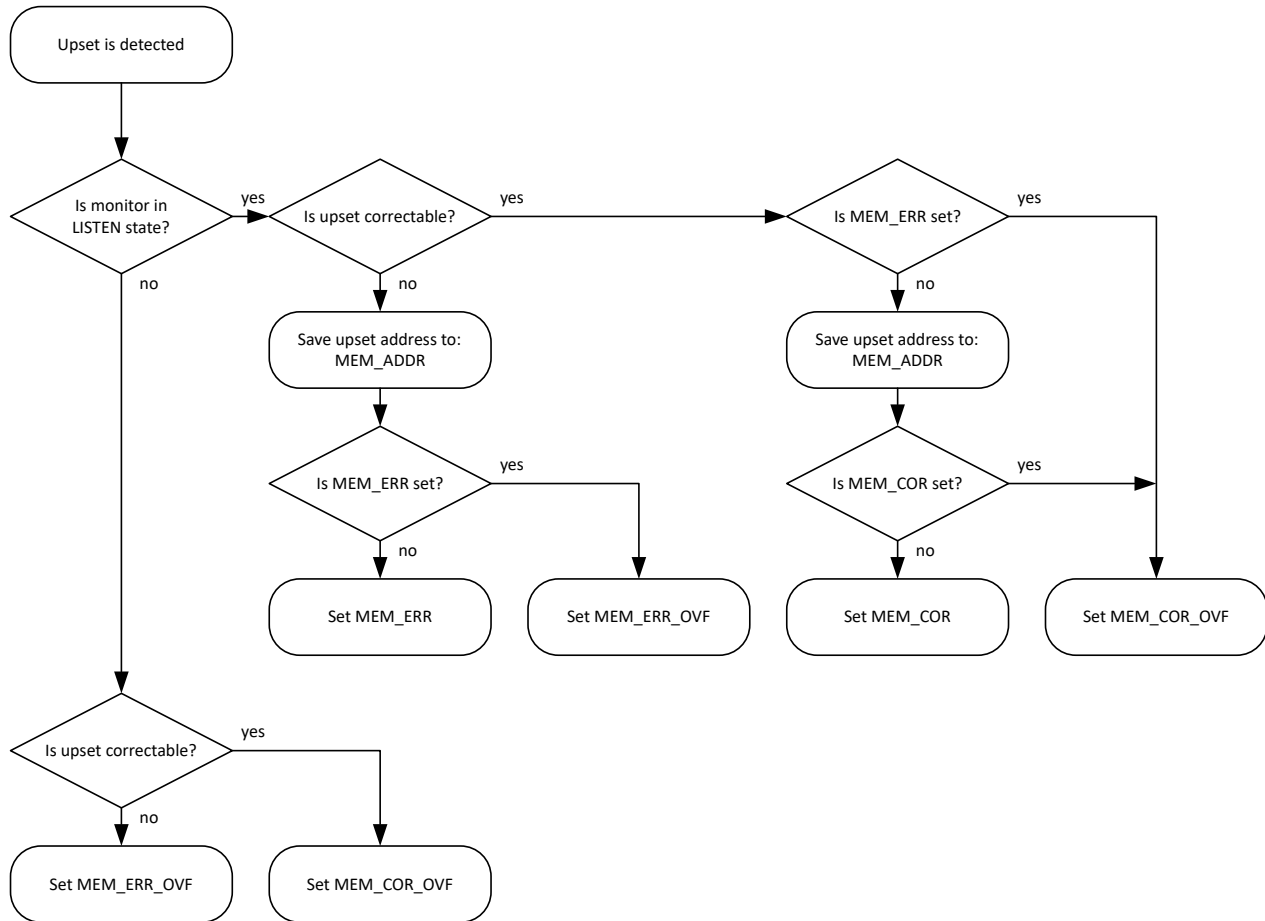 Upset is detected
Is monitor in
LISTEN state?
yes
no
Is upset correctable?
yes
no
Is MEM_ERR set?
yes
no
Save upset address to:
MEM_ADDR
Save upset address to:
MEM_ADDR
Is MEM_ERR set?
yes
no
Is MEM_COR set?
yes
no
Set MEM_ERR
Set MEM_ERR_OVF
Set MEM_COR
Set MEM_COR_OVF
Is upset correctable?
yes
no
Set MEM_ERR_OVF
Set MEM_COR_OVF